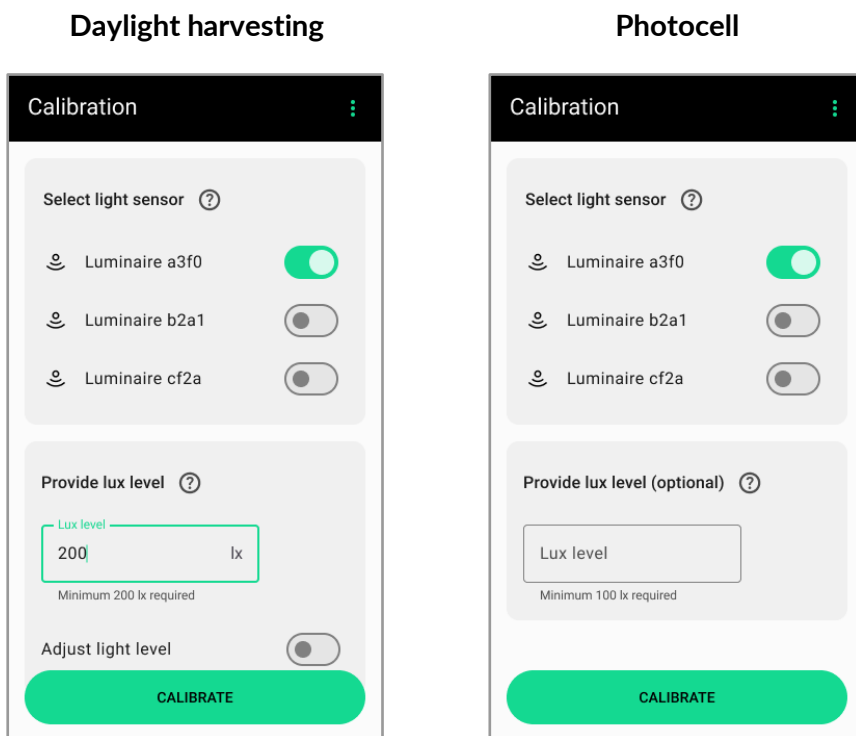 Daylight harvesting
Calibration
Select light sensor ?
Luminaire a3f0
Luminaire b2a1
Luminaire cf2a
Provide lux level ?
Lux level
200 lx
Minimum 200 lx required
Adjust light level
CALIBRATE
Photocell
Calibration
Select light sensor ?
Luminaire a3f0
Luminaire b2a1
Luminaire cf2a
Provide lux level (optional) ?
Lux level
Minimum 100 lx required
CALIBRATE